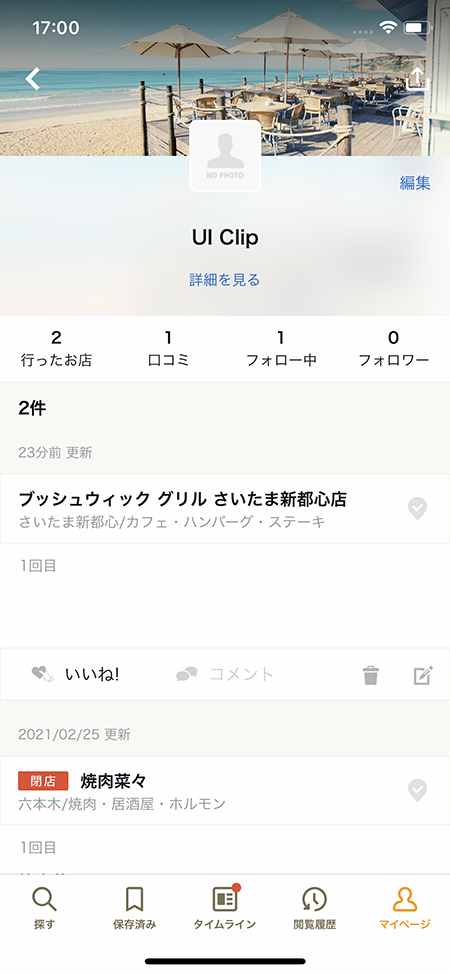 17:00
NO PHOTO
編集
UI Clip
詳細を見る
2 1 1 0
行ったお店 口コミ フォロー中 フォロワー
2件
23分前 更新
ブッシュウィック グリル さいたま新都心店
さいたま新都心/カフェ・ハンバーグ・ステーキ
1回目
いいね! コメント
2021/02/25 更新
閉店 焼肉菜々
六本木/焼肉・居酒屋・ホルモン
1回目
探す 保存済み タイムライン 閲覧履歴 マイページ